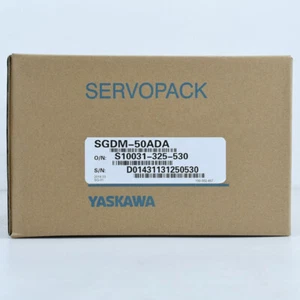 SERVOPACK
SGDM-50ADA
O/N: S10031-325-530
S/N: D01431131250530
YASKAWA